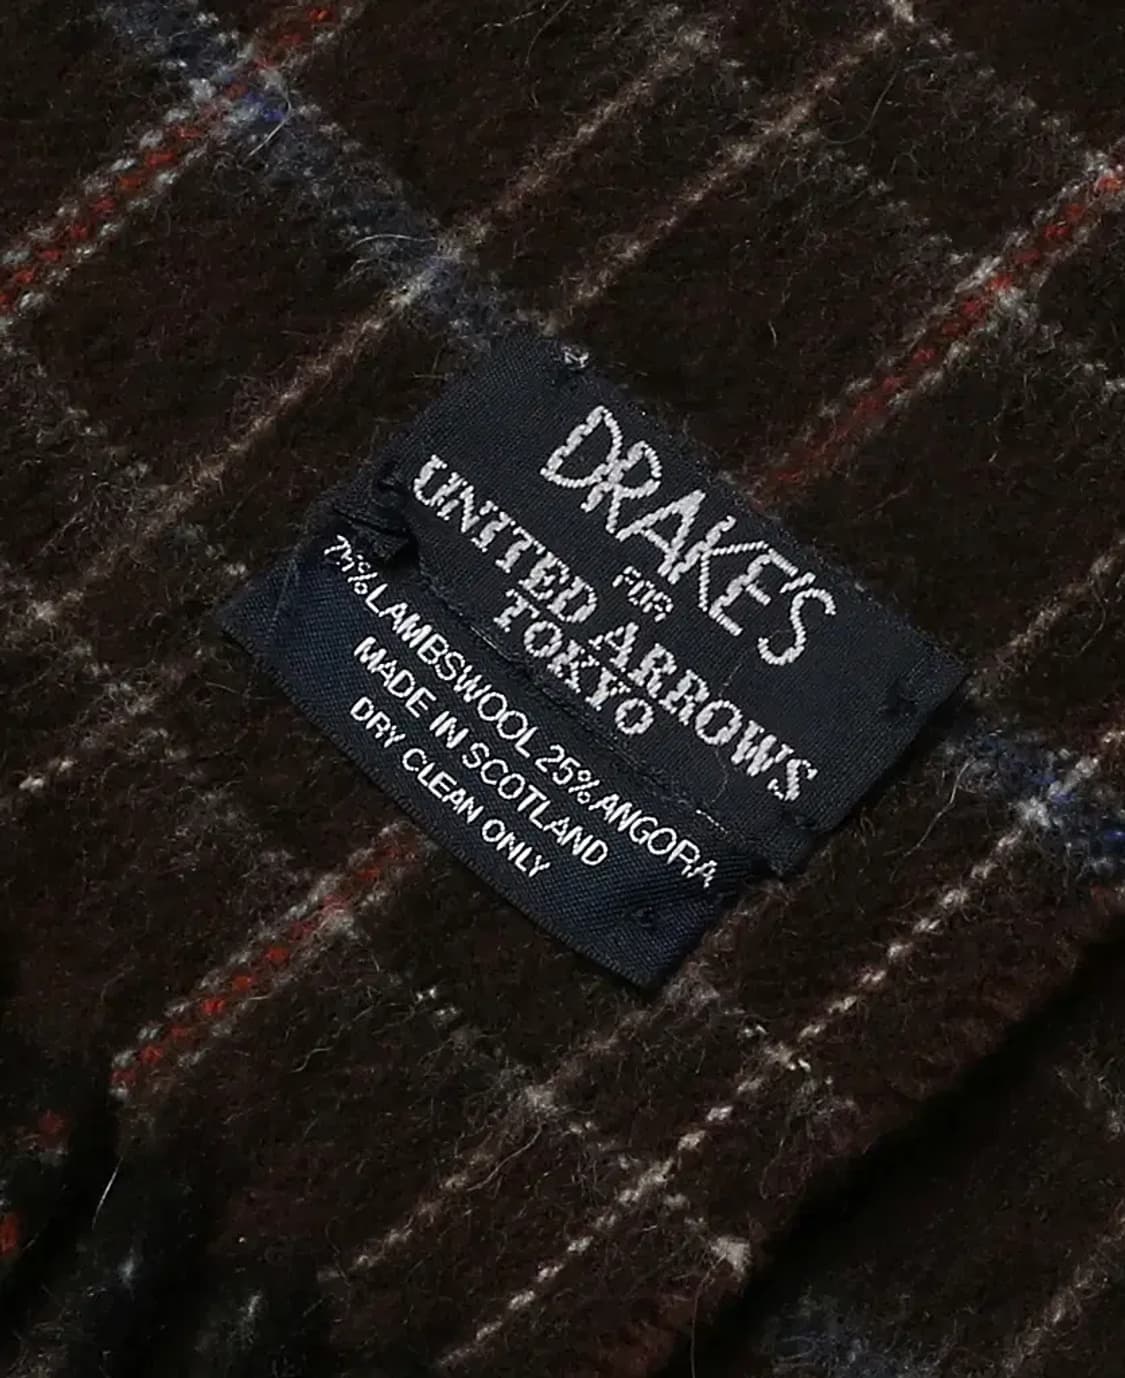 DRAKE'S
FOR
UNITED ARROWS
TOKYO
75% LAMBSWOOL 25% ANGORA
MADE IN SCOTLAND
DRY CLEAN ONLY